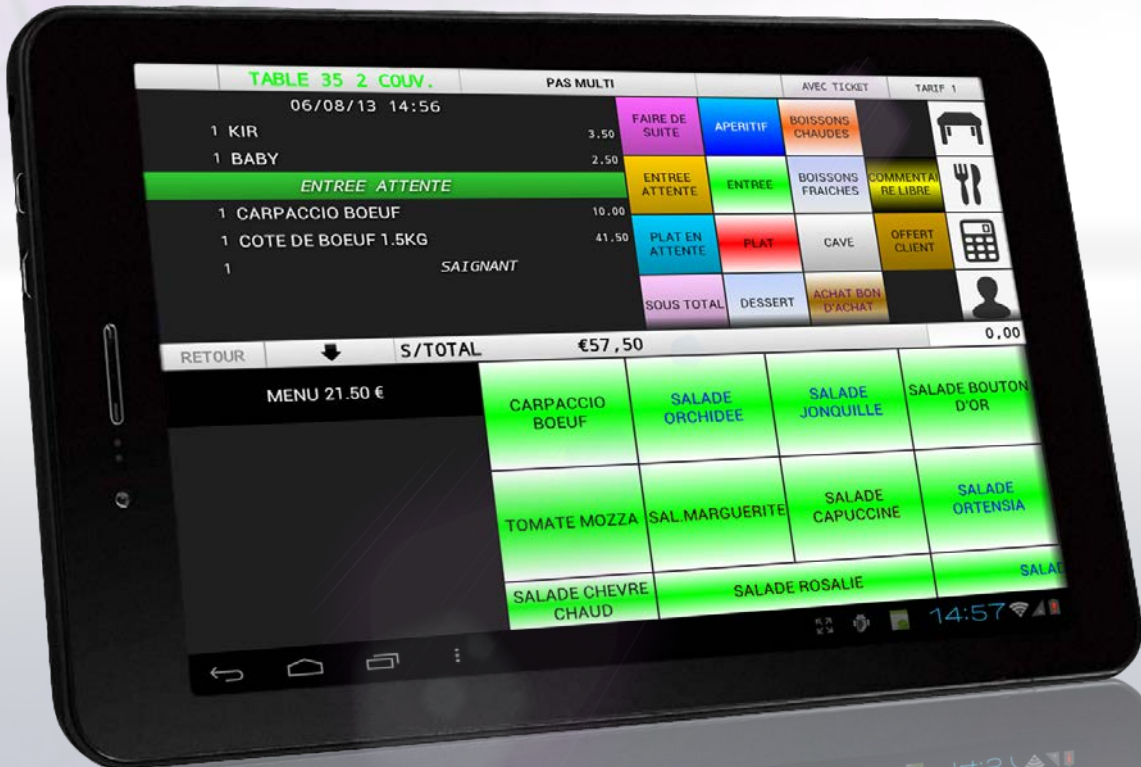 TABLE 35 2 COUV.
PAS MULTI
AVEC TICKET
TARIF 1
06/08/13 14:56
1 KIR 3.50
1 BABY 2.50
ENTREE ATTENTE
1 CARPACCIO BOEUF 10.00
1 COTE DE BOEUF 1.5KG 41.50
1 SAIGNANT
FAIRE DE
SUITE
APERITIF
BOISSONS
CHAUDES
ENTREE
ATTENTE
ENTREE
BOISSONS
FRAICHES
COMMENTAI
RE LIBRE
PLAT EN
ATTENTE
PLAT
CAVE
OFFERT
CLIENT
SOUS TOTAL
DESSERT
ACHAT BON
D'ACHAT
RETOUR
S/TOTAL €57,50
0,00
MENU 21.50 €
CARPACCIO
BOEUF
SALADE
ORCHIDEE
SALADE
JONQUILLE
SALADE BOUTON
D'OR
TOMATE MOZZA
SAL.MARGUERITE
SALADE
CAPUCCINE
SALADE
ORTENSIA
SALADE CHEVRE
CHAUD
SALADE ROSALIE
SALAD
14:57